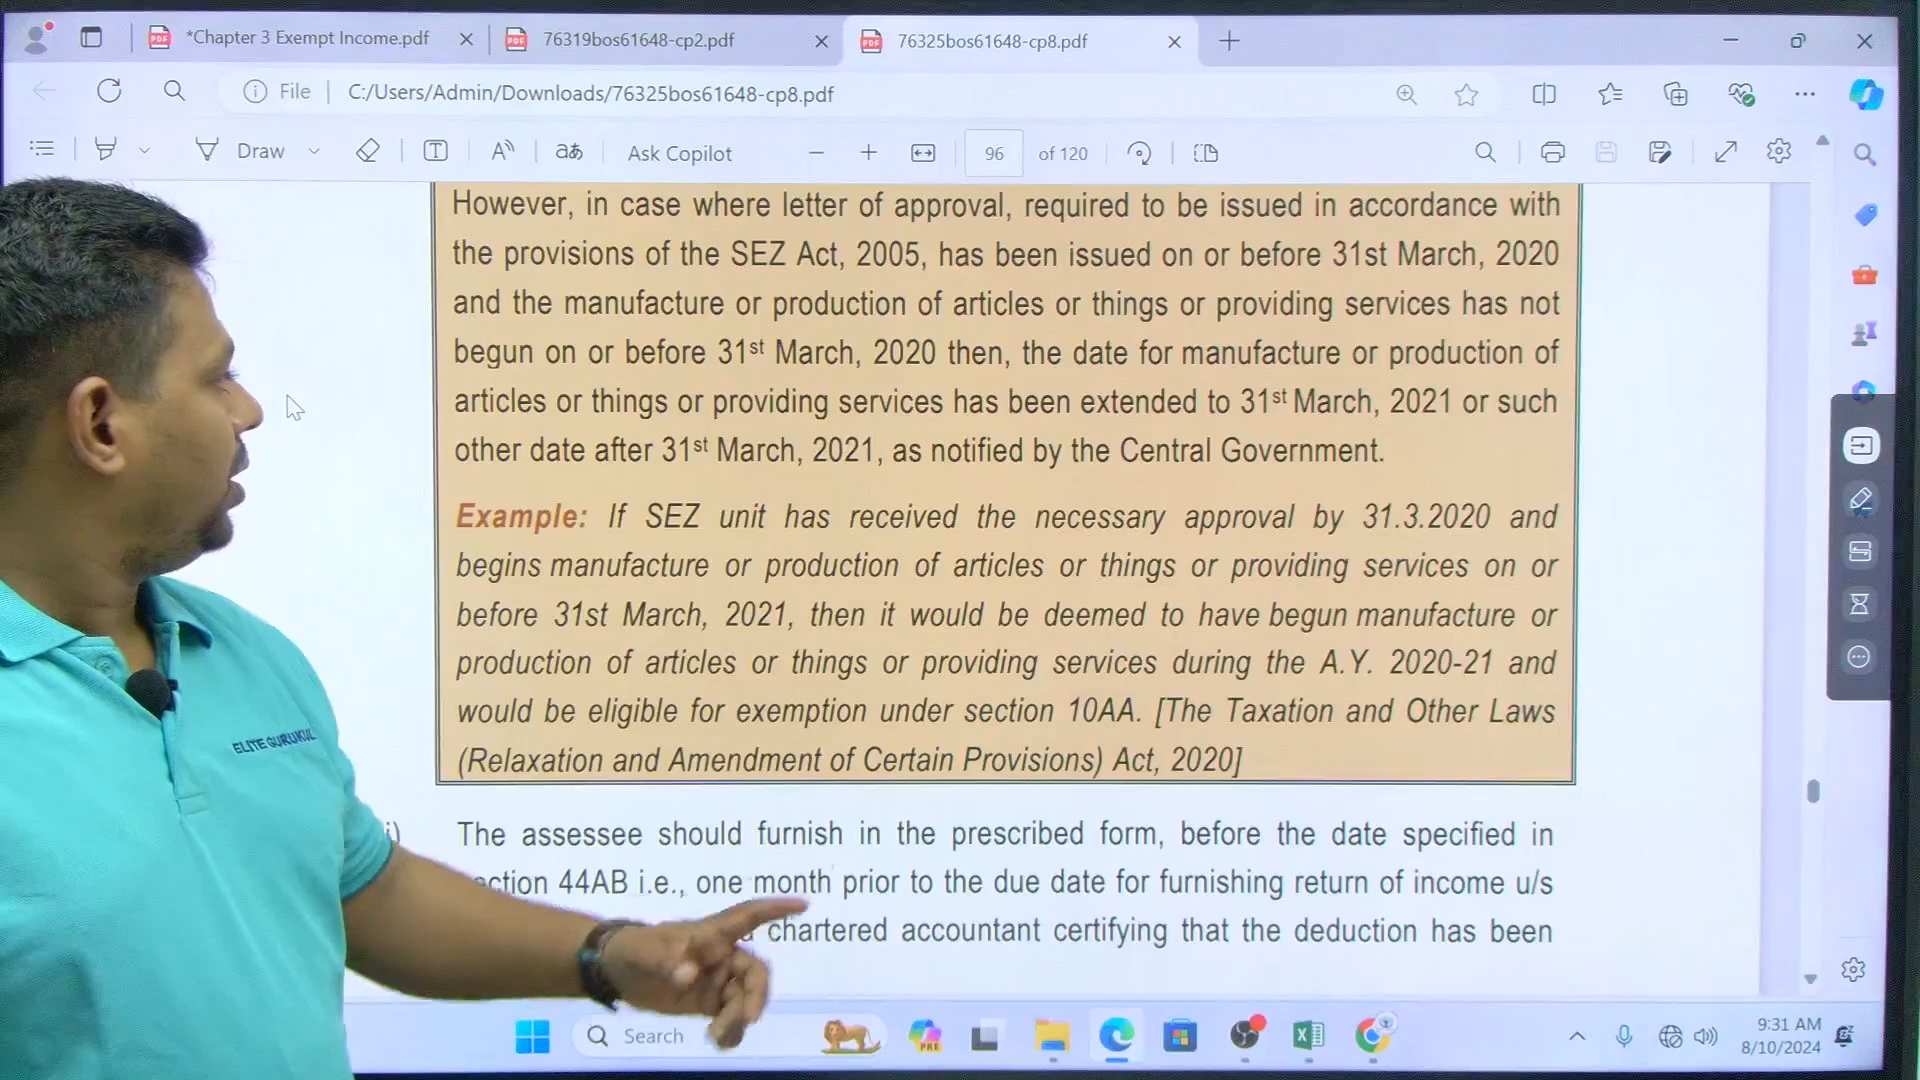 *Chapter 3 Exempt Income.pdf
76319bos61648-cp2.pdf
76325bos61648-cp8.pdf
File
C:/Users/Admin/Downloads/76325bos61648-cp8.pdf
Draw
Ask Copilot
96
of 120
However, in case where letter of approval, required to be issued in accordance with
the provisions of the SEZ Act, 2005, has been issued on or before 31st March, 2020
and the manufacture or production of articles or things or providing services has not
begun on or before 31st March, 2020 then, the date for manufacture or production of
articles or things or providing services has been extended to 31st March, 2021 or such
other date after 31st March, 2021, as notified by the Central Government.
Example: If SEZ unit has received the necessary approval by 31.3.2020 and
begins manufacture or production of articles or things or providing services on or
before 31st March, 2021, then it would be deemed to have begun manufacture or
production of articles or things or providing services during the A.Y. 2020-21 and
would be eligible for exemption under section 10AA. [The Taxation and Other Laws
(Relaxation and Amendment of Certain Provisions) Act, 2020]
The assessee should furnish in the prescribed form, before the date specified in
44AB i.e., one month prior to the due date for furnishing return of income u/s
chartered accountant certifying that the deduction has been
ELITE GURUKUL
Search
PRE
9:31 AM
8/10/2024